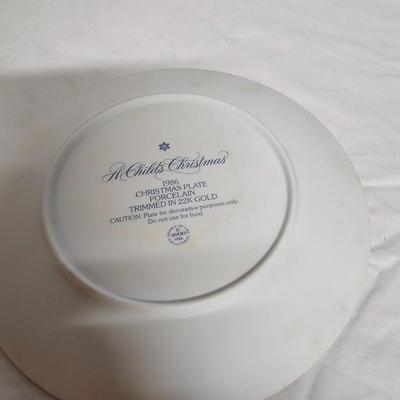 A Child's Christmas
1986
CHRISTMAS PLATE
PORCELAIN
TRIMMED IN 22K GOLD
CAUTION: Plate for decorative purposes only.
Do not use for food.
AVON
1986